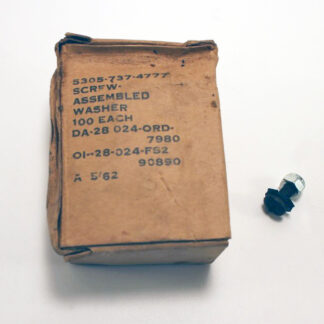 5305-737-4777
SCREW-
ASSEMBLED
WASHER
100 EACH
DA-28 024-ORD-
7980
OI-28-024-FS2
90890
A 5/62